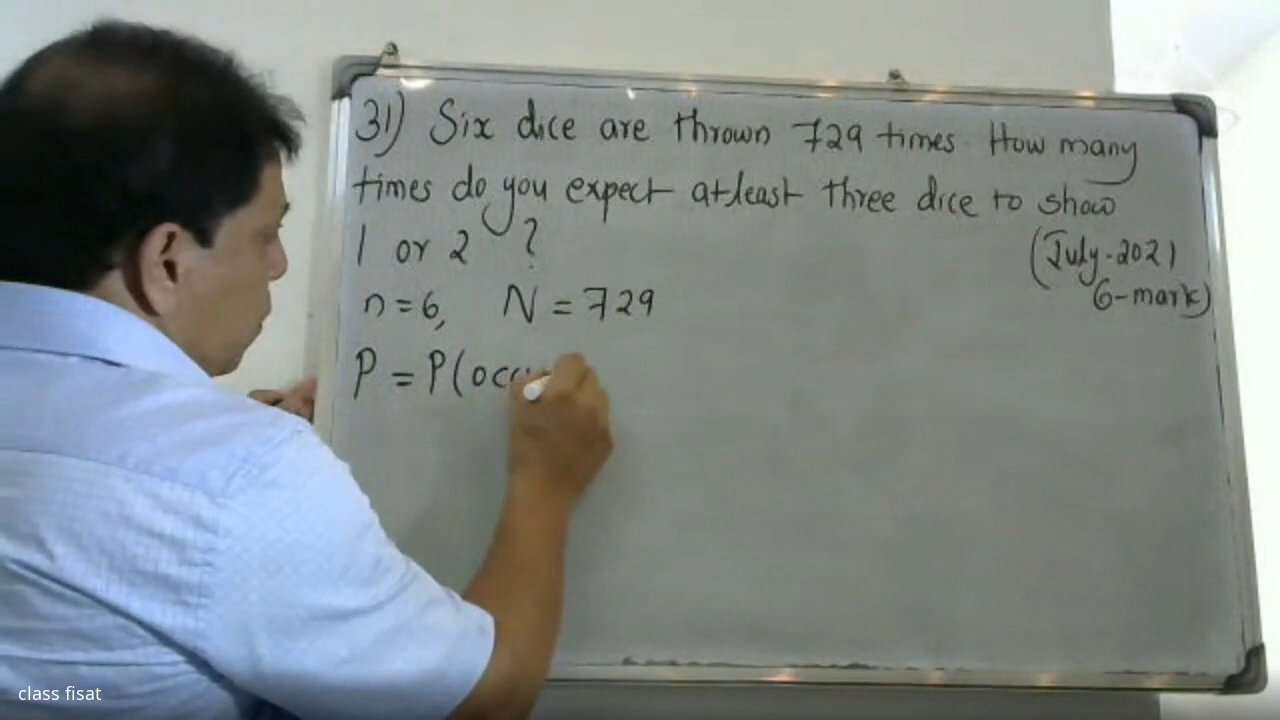 31) Six dice are thrown 729 times. How many
times do you expect atleast three dice to show
1 or 2 ?
(July-2021
6-mark)
n=6, N = 729
P = P(occu
class fisat